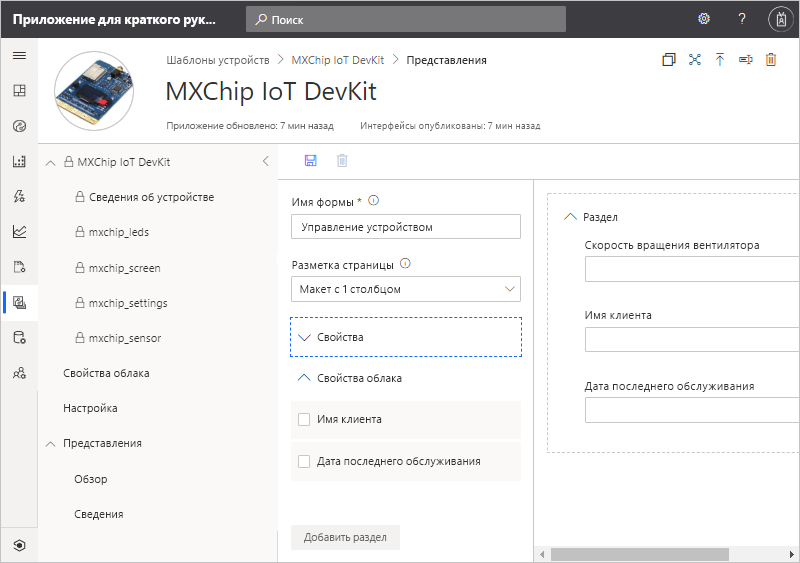 Приложение для краткого рук...
Поиск
?
A
Шаблоны устройств > MXChip IoT DevKit > Представления
MXChip IoT DevKit
Приложение обновлено: 7 мин назад Интерфейсы опубликованы: 7 мин назад
MXChip IoT DevKit
Сведения об устройстве
mxchip_leds
mxchip_screen
mxchip_settings
mxchip_sensor
Свойства облака
Настройка
Представления
Обзор
Сведения
Имя формы *
Управление устройством
Разметка страницы
Макет с 1 столбцом
Свойства
Свойства облака
Имя клиента
Дата последнего обслуживания
Добавить раздел
Раздел
Скорость вращения вентилятора
Имя клиента
Дата последнего обслуживания